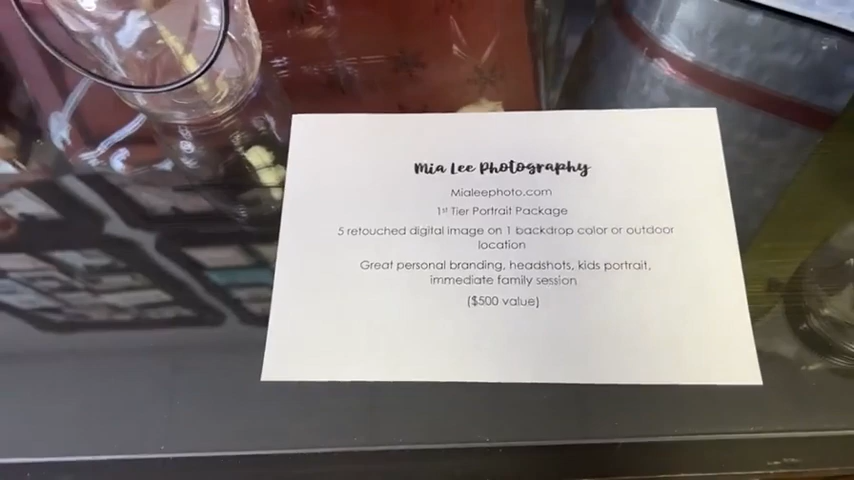 Mia Lee Photography
Mialeephoto.com
1st Tier Portrait Package
5 retouched digital image on 1 backdrop color or outdoor
location
Great personal branding, headshots, kids portrait,
immediate family session
($500 value)